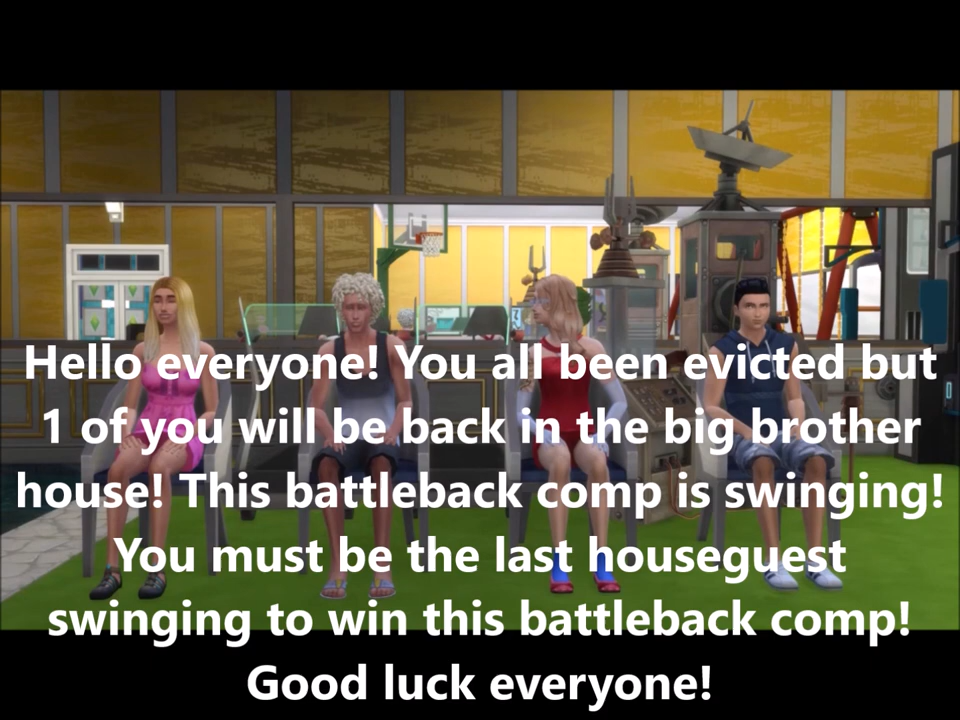 Hello everyone! You all been evicted but
1 of you will be back in the big brother
house! This battleback comp is swinging!
You must be the last houseguest
swinging to win this battleback comp!
Good luck everyone!